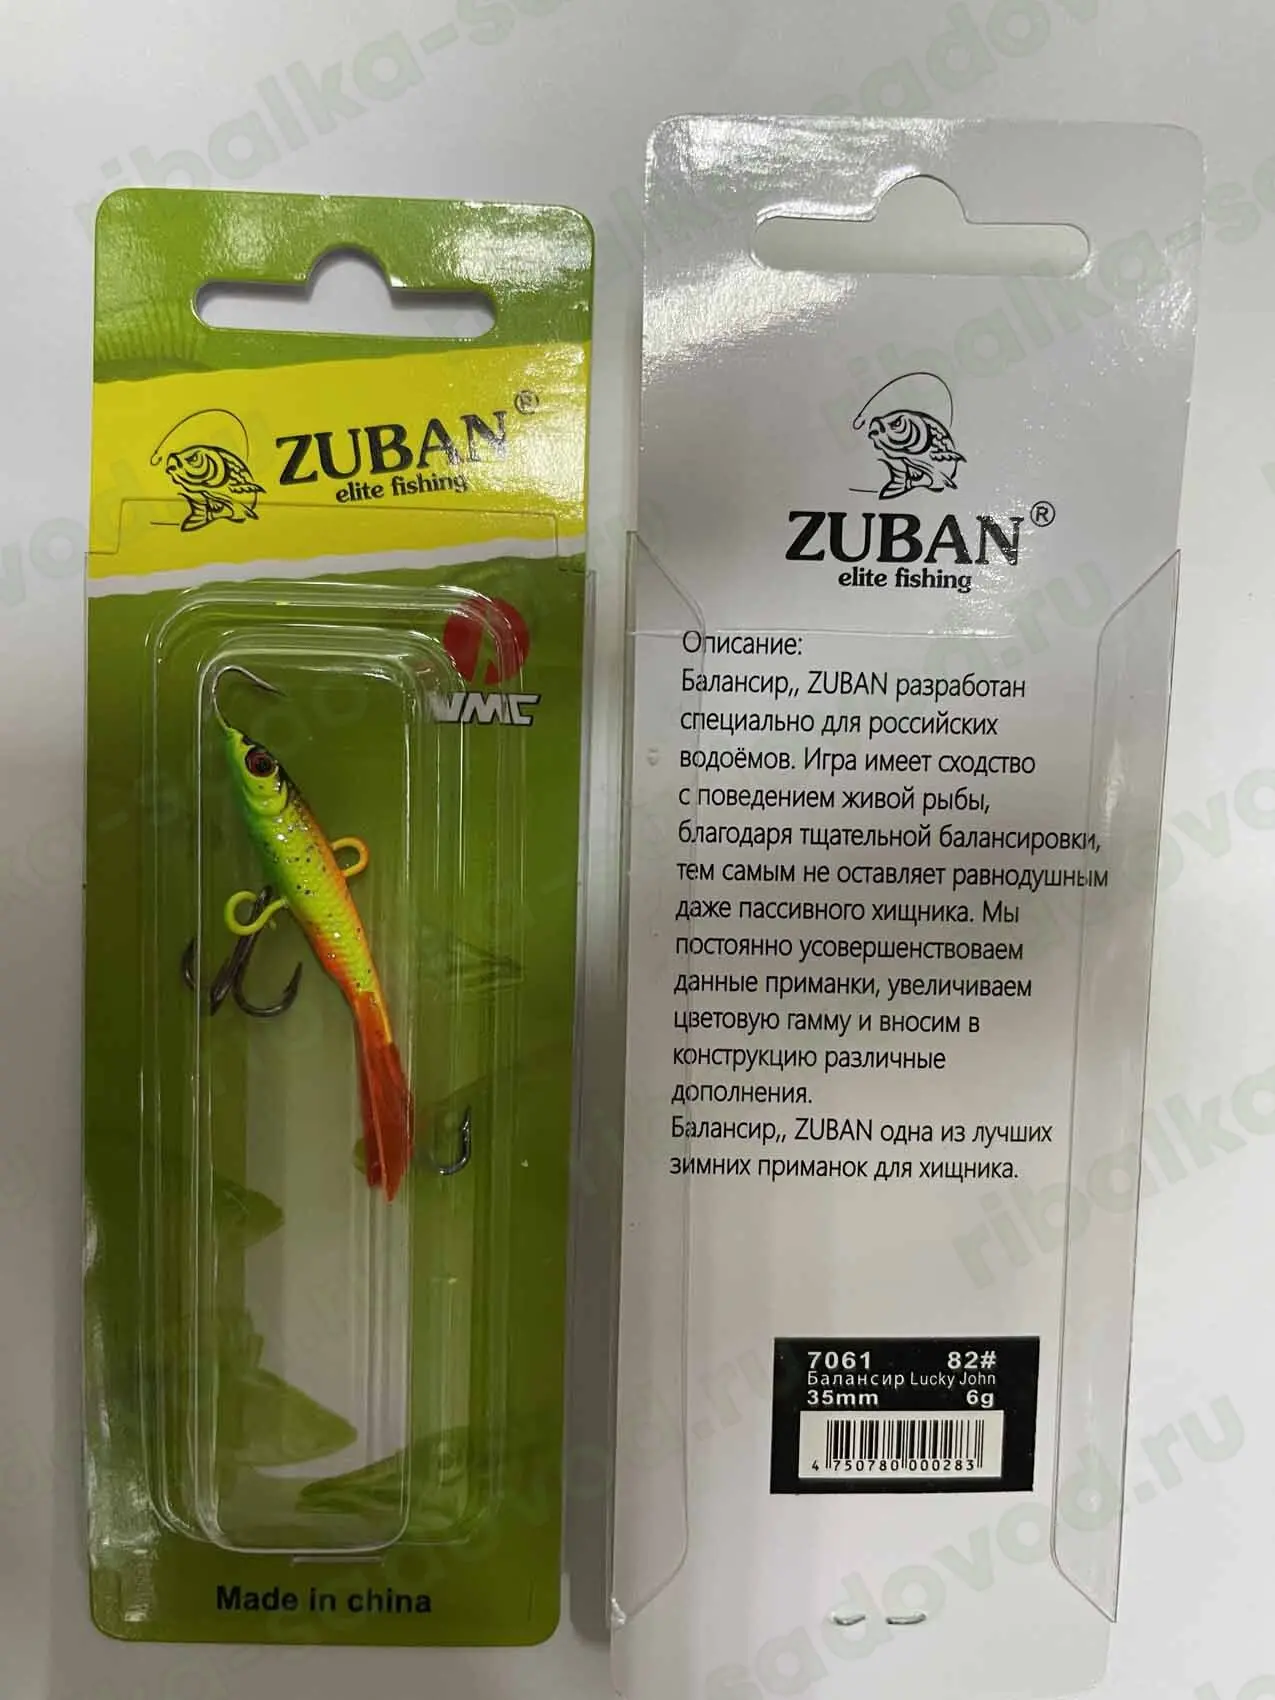 ZUBAN®
elite fishing
VMC
Made in china
ZUBAN®
elite fishing
Описание:
Балансир,, ZUBAN разработан
специально для российских
водоёмов. Игра имеет сходство
с поведением живой рыбы,
благодаря тщательной балансировки,
тем самым не оставляет равнодушным
даже пассивного хищника. Мы
постоянно усовершенствоваем
данные приманки, увеличиваем
цветовую гамму и вносим в
конструкцию различные
дополнения.
Балансир,, ZUBAN одна из лучших
зимних приманок для хищника.
7061 82#
Балансир Lucky John
35mm 6g
4 750780 000283
ribalka-sadovod.ru